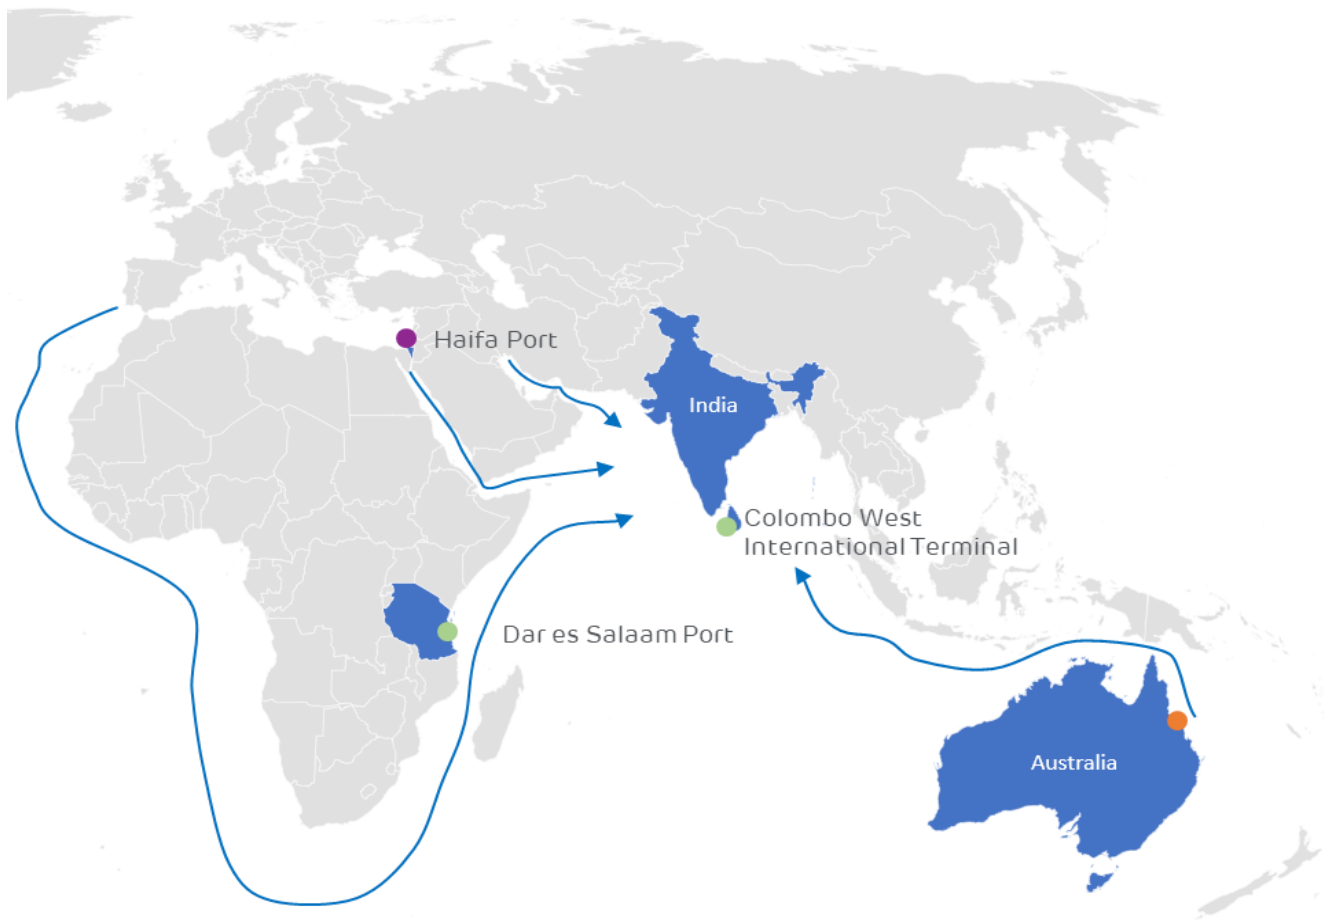 Haifa Port
India
Colombo West
International Terminal
Dar es Salaam Port
Australia